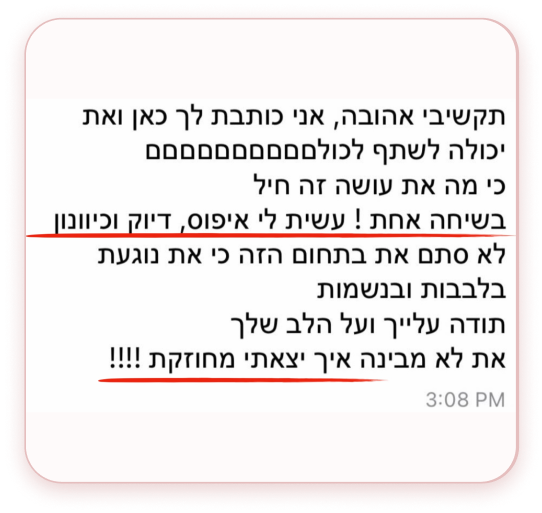 תקשיבי אהובה, אני כותבת לך כאן ואת
יכולה לשתף לכולםםםםםםםםםםם
כי מה את עושה זה חיל
בשיחה אחת ! עשית לי איפוס, דיוק וכיוונון
לא סתם את בתחום הזה כי את נוגעת
בלבבות ובנשמות
תודה עלייך ועל הלב שלך
את לא מבינה איך יצאתי מחוזקת !!!!
3:08 PM